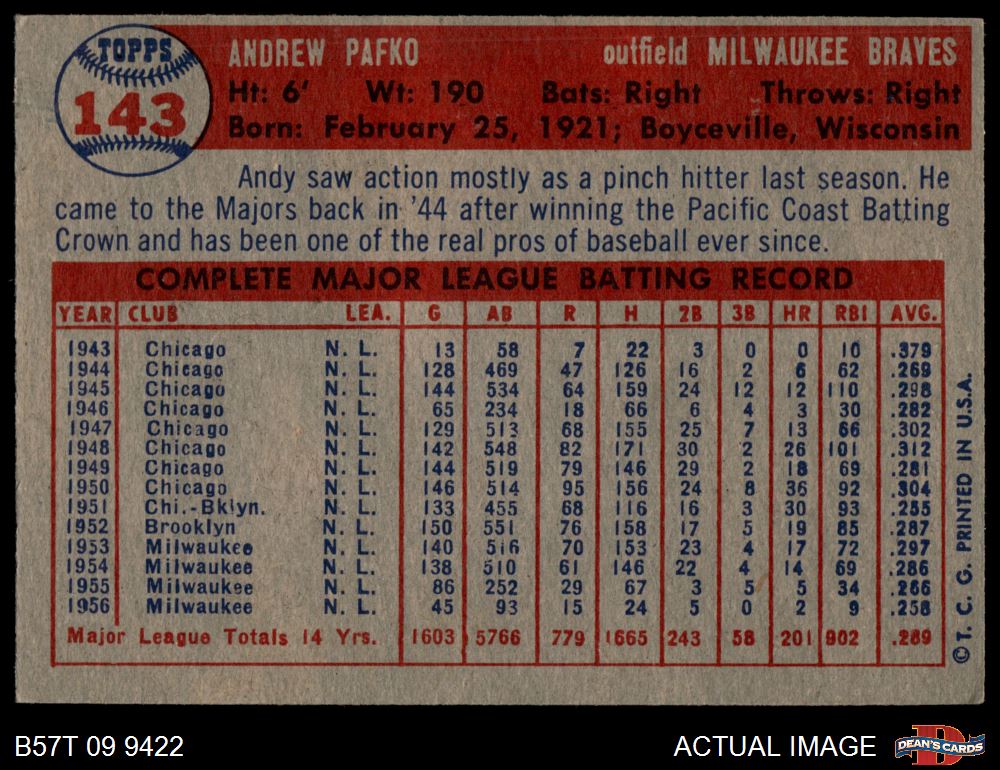 TOPPS
143
ANDREW PAFKO outfield MILWAUKEE BRAVES
Ht: 6' Wt: 190 Bats: Right Throws: Right
Born: February 25, 1921; Boyceville, Wisconsin
Andy saw action mostly as a pinch hitter last season. He
came to the Majors back in '44 after winning the Pacific Coast Batting
Crown and has been one of the real pros of baseball ever since.
COMPLETE MAJOR LEAGUE BATTING RECORD
YEAR CLUB LEA. G AB R H 2B 3B HR RBI AVG.
1943 Chicago N. L. 13 58 7 22 3 0 0 10 .379
1944 Chicago N. L. 128 469 47 126 16 2 6 62 .269
1945 Chicago N. L. 144 534 64 159 24 12 12 110 .298
1946 Chicago N. L. 65 234 18 66 6 4 3 30 .282
1947 Chicago N. L. 129 513 68 155 25 7 13 66 .302
1948 Chicago N. L. 142 548 82 171 30 2 26 101 .312
1949 Chicago N. L. 144 519 79 146 29 2 18 69 .281
1950 Chicago N. L. 146 514 95 156 24 8 36 92 .304
1951 Chi.-Bklyn. N. L. 133 455 68 116 16 3 30 93 .255
1952 Brooklyn N. L. 150 551 76 158 17 5 19 85 .287
1953 Milwaukee N. L. 140 516 70 153 23 4 17 72 .297
1954 Milwaukee N. L. 138 510 61 146 22 4 14 69 .286
1955 Milwaukee N. L. 86 252 29 67 3 5 5 34 .266
1956 Milwaukee N. L. 45 93 15 24 5 0 2 9 .258
Major League Totals 14 Yrs. 1603 5766 779 1665 243 58 201 902 .289
© T. C. G. PRINTED IN U.S.A.
B57T 09 9422 ACTUAL IMAGE DEAN'S CARDS